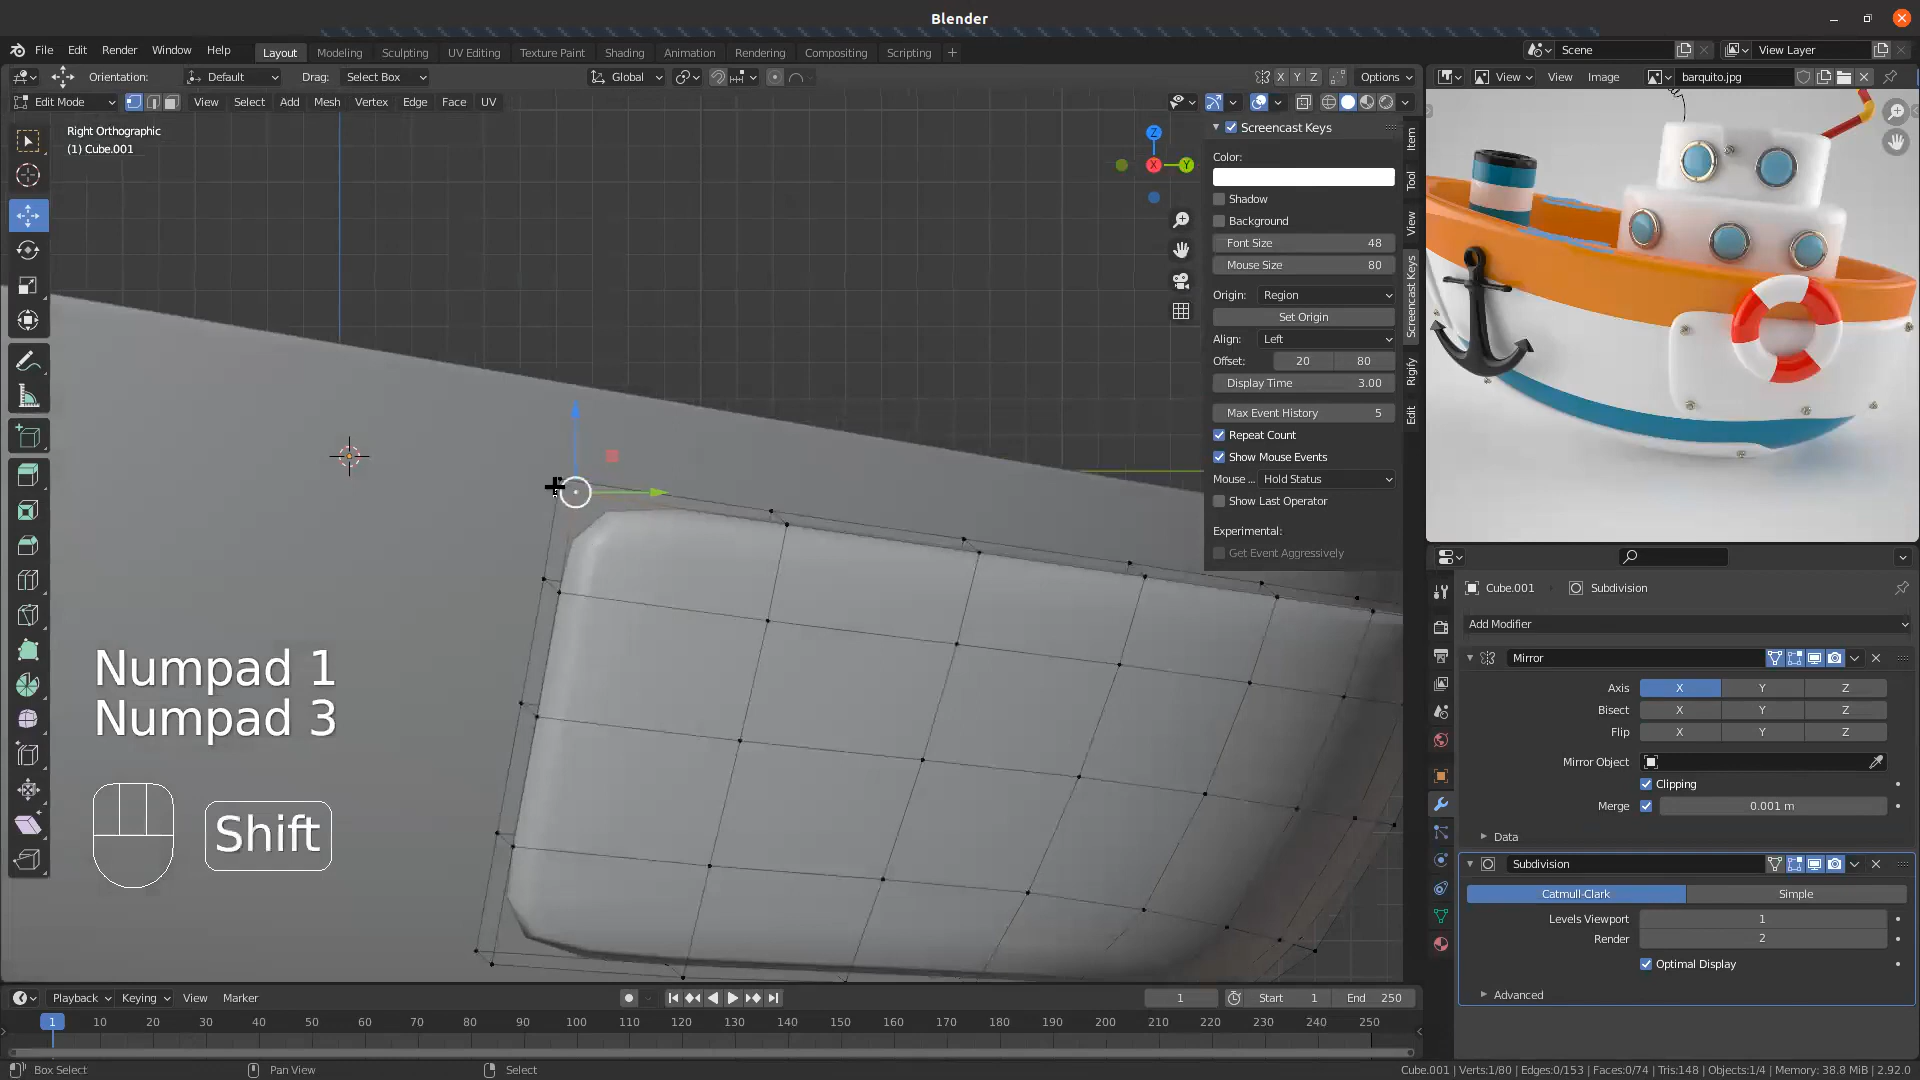 Blender
File Edit Render Window Help
Layout Modeling Sculpting UV Editing Texture Paint Shading Animation Rendering Compositing Scripting +
Scene
View Layer
Orientation: Default Drag: Select Box
Global
X Y Z
Options
Edit Mode
View Select Add Mesh Vertex Edge Face UV
Right Orthographic
(1) Cube.001
Z
X
Y
Screencast Keys
Color:
Shadow
Background
Font Size 48
Mouse Size 80
Origin: Region
Set Origin
Align: Left
Offset: 20 80
Display Time 3.00
Max Event History 5
Repeat Count
Show Mouse Events
Mouse ... Hold Status
Show Last Operator
Experimental:
Get Event Aggressively
Item
Tool
View
Screencast Keys
Rigify
Edit
View View Image barquito.jpg
Numpad 1
Numpad 3
Shift
Cube.001 Subdivision
Add Modifier
Mirror
Axis X Y Z
Bisect X Y Z
Flip X Y Z
Mirror Object
Clipping
Merge 0.001 m
Data
Subdivision
Catmull-Clark Simple
Levels Viewport 1
Render 2
Optimal Display
Advanced
Playback Keying View Marker
1 Start 1 End 250
1 10 20 30 40 50 60 70 80 90 100 110 120 130 140 150 160 170 180 190 200 210 220 230 240 250
Box Select Pan View Select
Cube.001 | Verts:1/80 | Edges:0/153 | Faces:0/74 | Tris:148 | Objects:1/4 | Memory: 38.8 MiB | 2.92.0